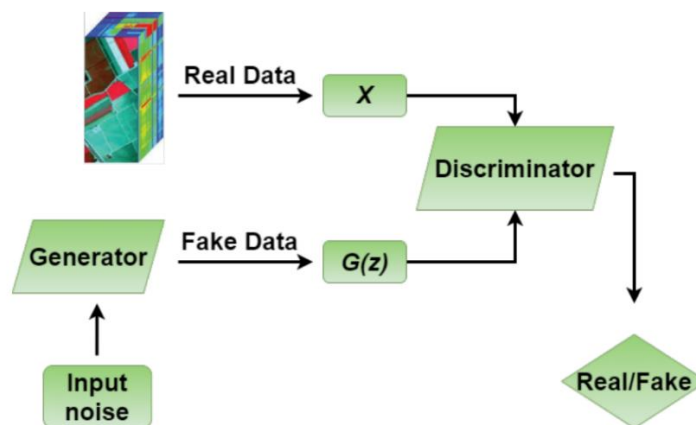 Real Data
X
Discriminator
Generator
Fake Data
G(z)
Input
noise
Real/Fake